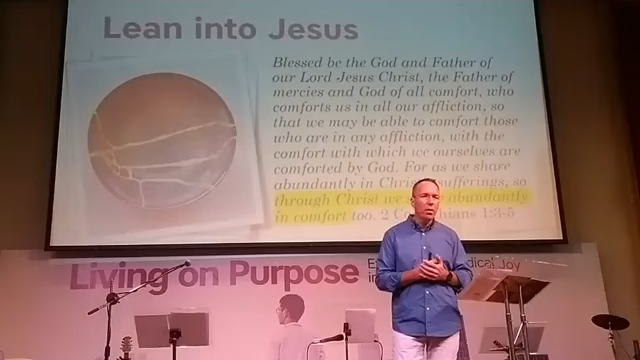 Lean into Jesus
Blessed be the God and Father of
our Lord Jesus Christ, the Father of
mercies and God of all comfort, who
comforts us in all our affliction, so
that we may be able to comfort those
who are in any affliction, with the
comfort with which we ourselves are
comforted by God. For as we share
abundantly in sufferings, so
through Christ we abundantly
in comfort too. 2 1:3-5
Living on Purpose
Joy
in